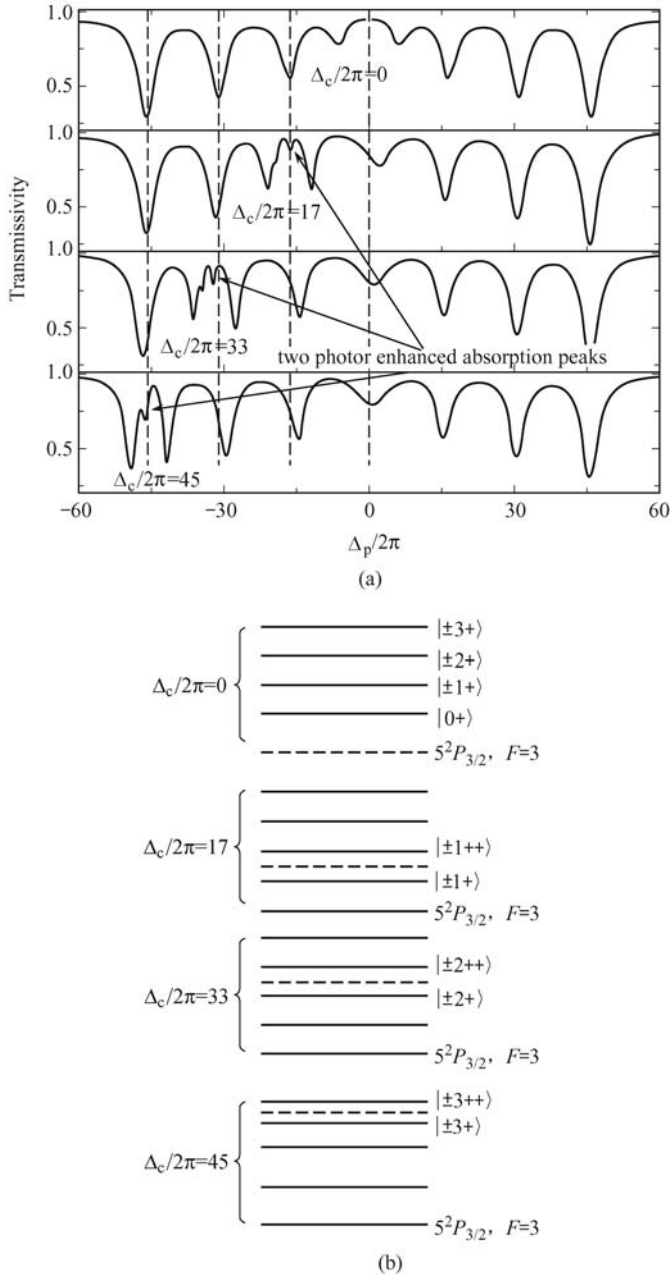 1.0
0.5
Δc/2π=0
1.0
0.5
Δc/2π=17
1.0
0.5
Δc/2π=33
two photor enhanced absorption peaks
1.0
0.5
Δc/2π=45
Transmissivity
−60 −30 0 30 60
Δp/2π
(a)
|±3+⟩
|±2+⟩
Δc/2π=0
|±1+⟩
|0+⟩
5²P3/2, F=3
Δc/2π=17
|±1++⟩
|±1+⟩
5²P3/2, F=3
|±2++⟩
Δc/2π=33
|±2+⟩
5²P3/2, F=3
|±3++⟩
|±3+⟩
Δc/2π=45
5²P3/2, F=3
(b)